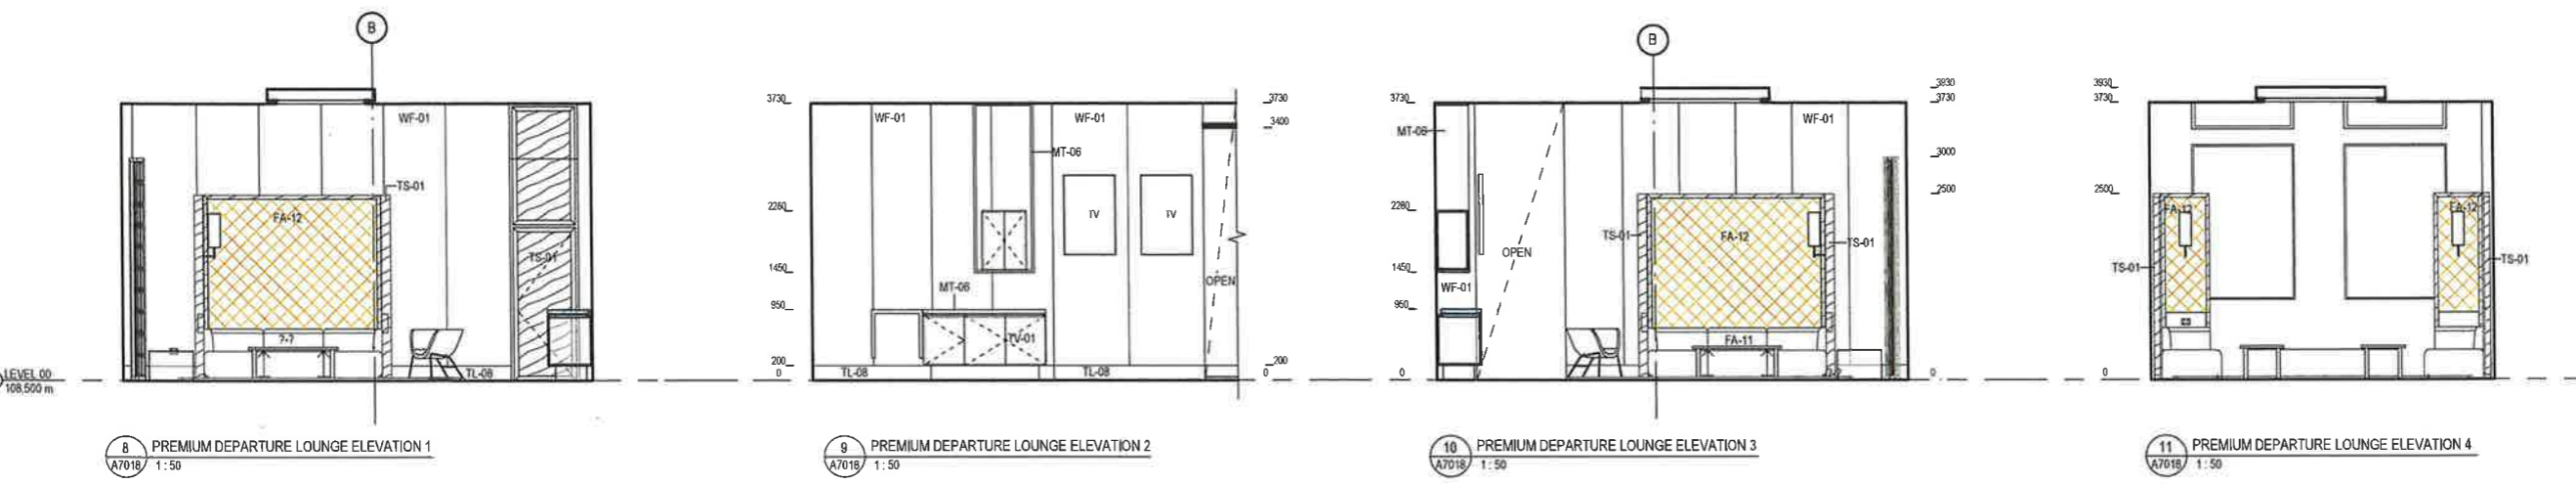 B
WF-01
TS-01
FA-12
TS-01
?-?
TL-08
LEVEL 00
108,500 m
8
A7018
PREMIUM DEPARTURE LOUNGE ELEVATION 1
1 : 50
3730
2260
1450
950
200
0
WF-01
WF-01
MT-06
TV
TV
MT-06
TV-01
OPEN
TL-08
TL-08
3730
3400
200
0
9
A7018
PREMIUM DEPARTURE LOUNGE ELEVATION 2
1 : 50
B
3730
MT-06
2260
1450
WF-01
950
0
OPEN
WF-01
TS-01
FA-12
TS-01
FA-11
3930
3730
3000
2500
0
10
A7018
PREMIUM DEPARTURE LOUNGE ELEVATION 3
1 : 50
3930
3730
2500
0
FA-12
FA-12
TS-01
TS-01
11
A7018
PREMIUM DEPARTURE LOUNGE ELEVATION 4
1 : 50